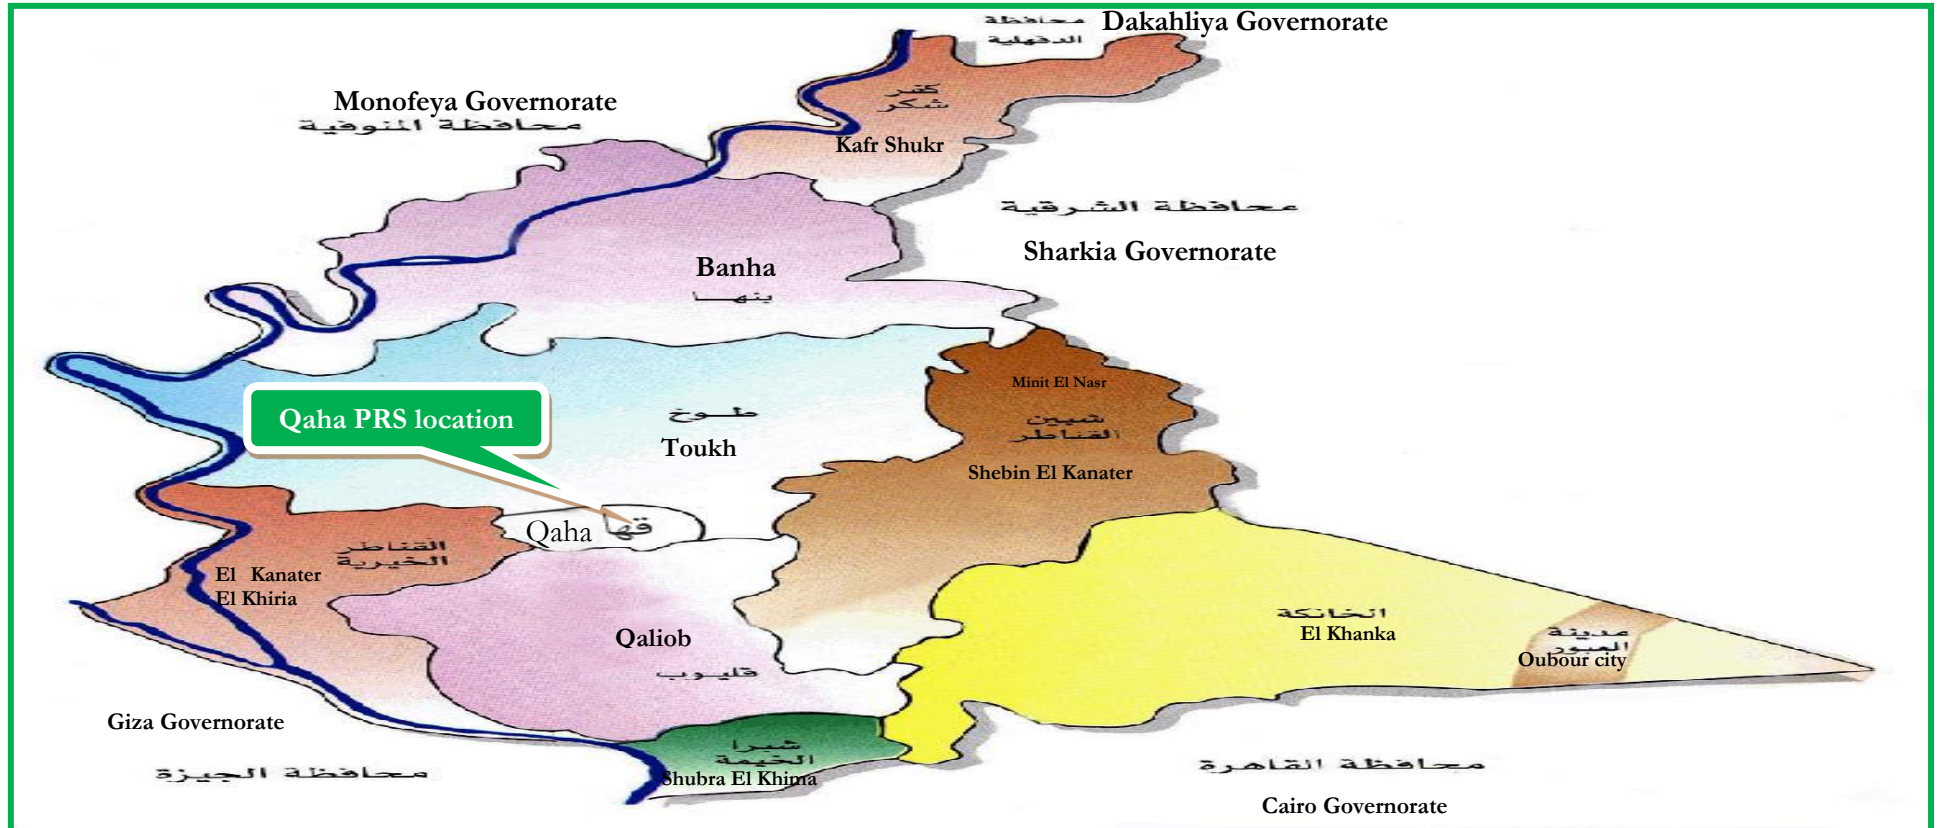 محافظة
الدقهلية
Dakahliya Governorate
Monofeya Governorate
محافظة المنوفية
كفر
شكر
Kafr Shukr
محافظة الشرقية
Sharkia Governorate
Banha
بنهـــا
Minit El Nasr
Qaha PRS location
طــوخ
Toukh
شبين
القناطر
Shebin El Kanater
Qaha
قها
القناطر
الخيرية
El Kanater
El Khiria
الخانكة
El Khanka
مدينة
العبور
Oubour city
Qaliob
قليوب
Giza Governorate
محافظة الجيزة
شبرا
الخيمة
Shubra El Khima
محافظة القاهرة
Cairo Governorate